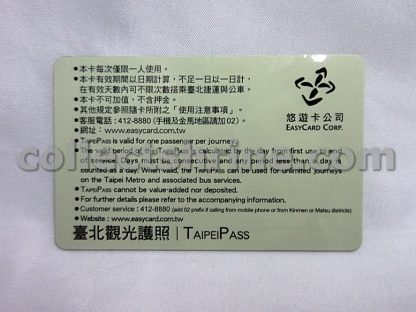 • 本卡每次僅限一人使用。
• 本卡有效期間以日期計算，不足一日以一日計，
在有效天數內可不限次數搭乘臺北捷運與公車。
• 本卡不可加值，不含押金。
• 其他規定參照隨卡所附之「使用注意事項」。
• 客服電話：412-8880 (手機及金馬地區請加02)。
• 網址：www.easycard.com.tw
悠遊卡公司
EASYCARD CORP.
• TAIPEIPASS is valid for one passenger per journey.
• The valid period of the TAIPEIPASS is calculated by the day from first use on any
service. Days must be consecutive and any period less than a day is
counted as a day. When valid, the TAIPEIPASS can be used for unlimited journeys
on the Taipei Metro and associated bus services.
• TAIPEIPASS cannot be value-added nor deposited.
• For further details please refer to the accompanying information.
• Customer service : 412-8880 (add 02 prefix if calling from mobile phone or from Kinmen or Matsu districts)
• Website : www.easycard.com.tw
臺北觀光護照 | TAIPEIPASS